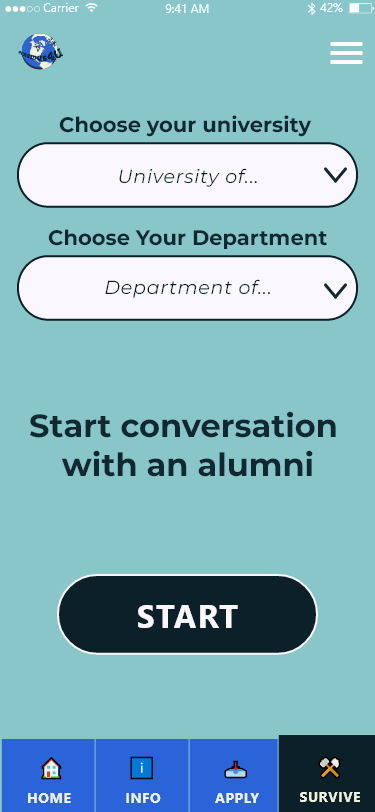 Carrier 9:41 AM 42%
Choose your university
University of...
Choose Your Department
Department of...
Start conversation
with an alumni
START
HOME INFO APPLY SURVIVE